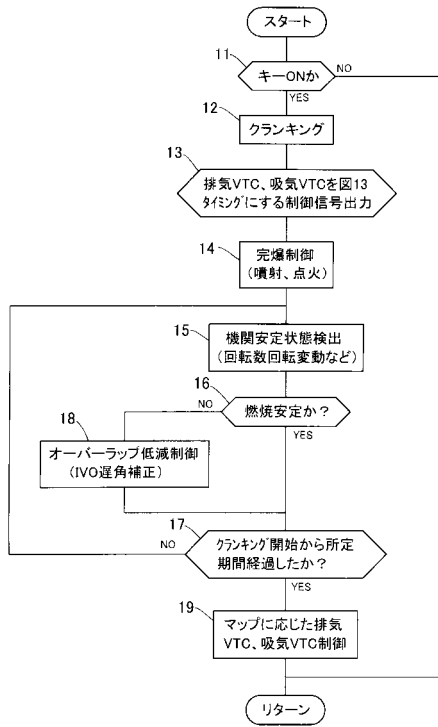 スタート
11
キーONか
NO
YES
12
クランキング
13
排気VTC、吸気VTCを図13
タイミングにする制御信号出力
14
完爆制御
(噴射、点火)
15
機関安定状態検出
(回転数回転変動など)
16
NO
燃焼安定か？
YES
18
オーバーラップ低減制御
(IVO遅角補正)
17
NO
クランキング開始から所定
期間経過したか？
YES
19
マップに応じた排気
VTC、吸気VTC制御
リターン